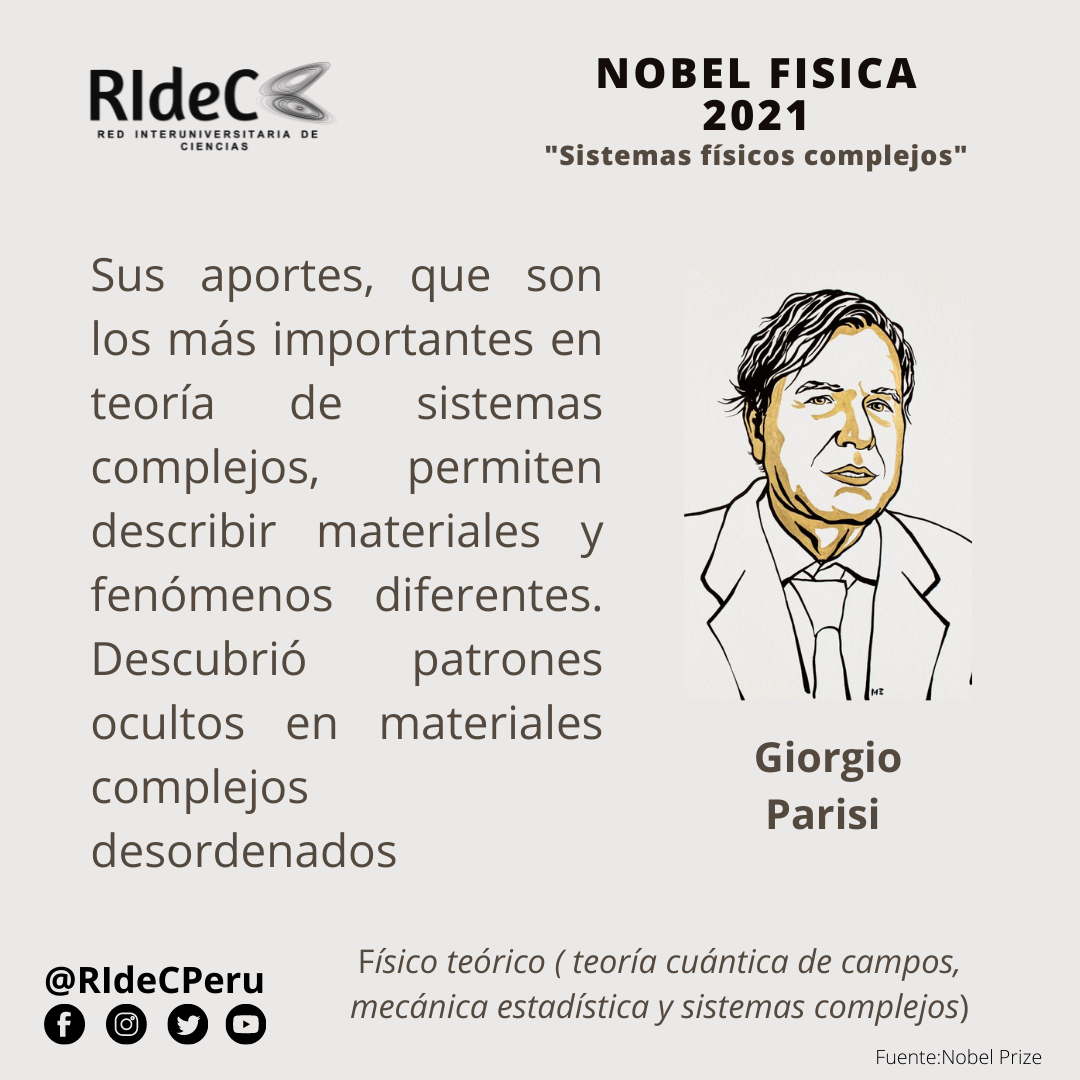 RIdeC
RED INTERUNIVERSITARIA DE
CIENCIAS
NOBEL FISICA
2021
"Sistemas físicos complejos"
Sus aportes, que son
los más importantes en
teoría de sistemas
complejos, permiten
describir materiales y
fenómenos diferentes.
Descubrió patrones
ocultos en materiales
complejos
desordenados
Giorgio
Parisi
@RIdeCPeru
Físico teórico ( teoría cuántica de campos,
mecánica estadística y sistemas complejos)
Fuente:Nobel Prize